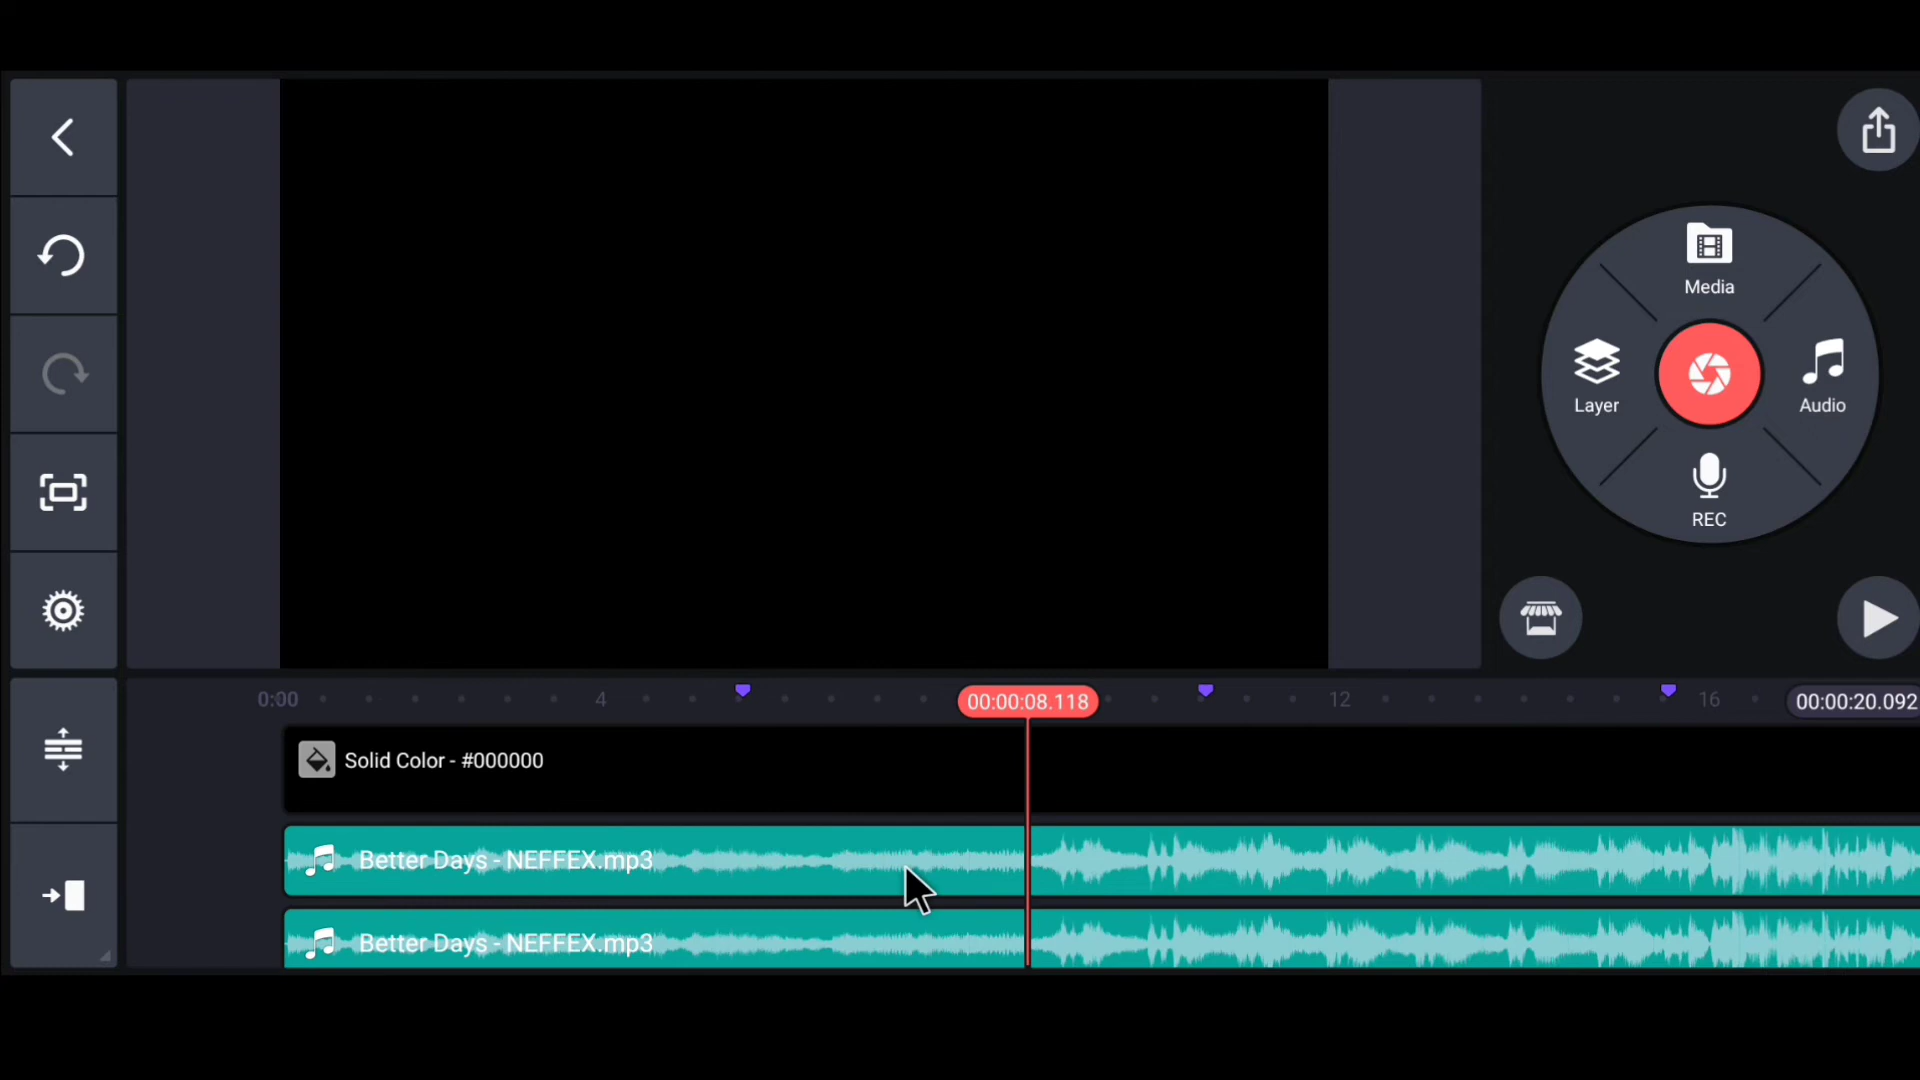 Media
Layer
Audio
REC
0:00
4
00:00:08.118
12
16
00:00:20.092
Solid Color - #000000
Better Days - NEFFEX.mp3
Better Days - NEFFEX.mp3